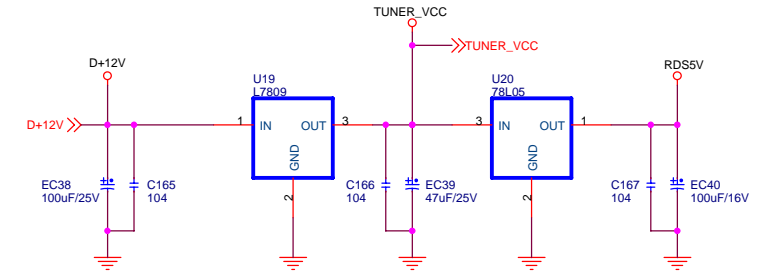 TUNER_VCC
TUNER_VCC
D+12V
U19
L7809
U20
78L05
RDS5V
D+12V
1
IN
OUT
3
3
IN
OUT
1
GND
GND
2
2
EC38
100uF/25V
C165
104
C166
104
EC39
47uF/25V
C167
104
EC40
100uF/16V